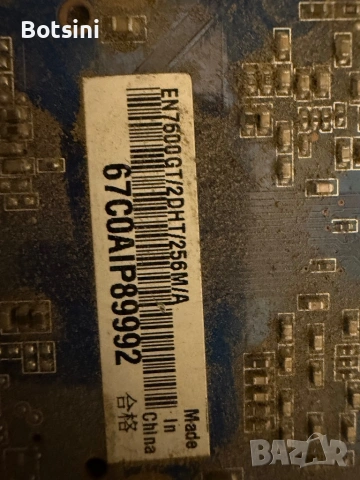 Botsini
EN7600GT/2DHT/256M/A
67C0AIP89992
Made
In
China
合格
BAZAR